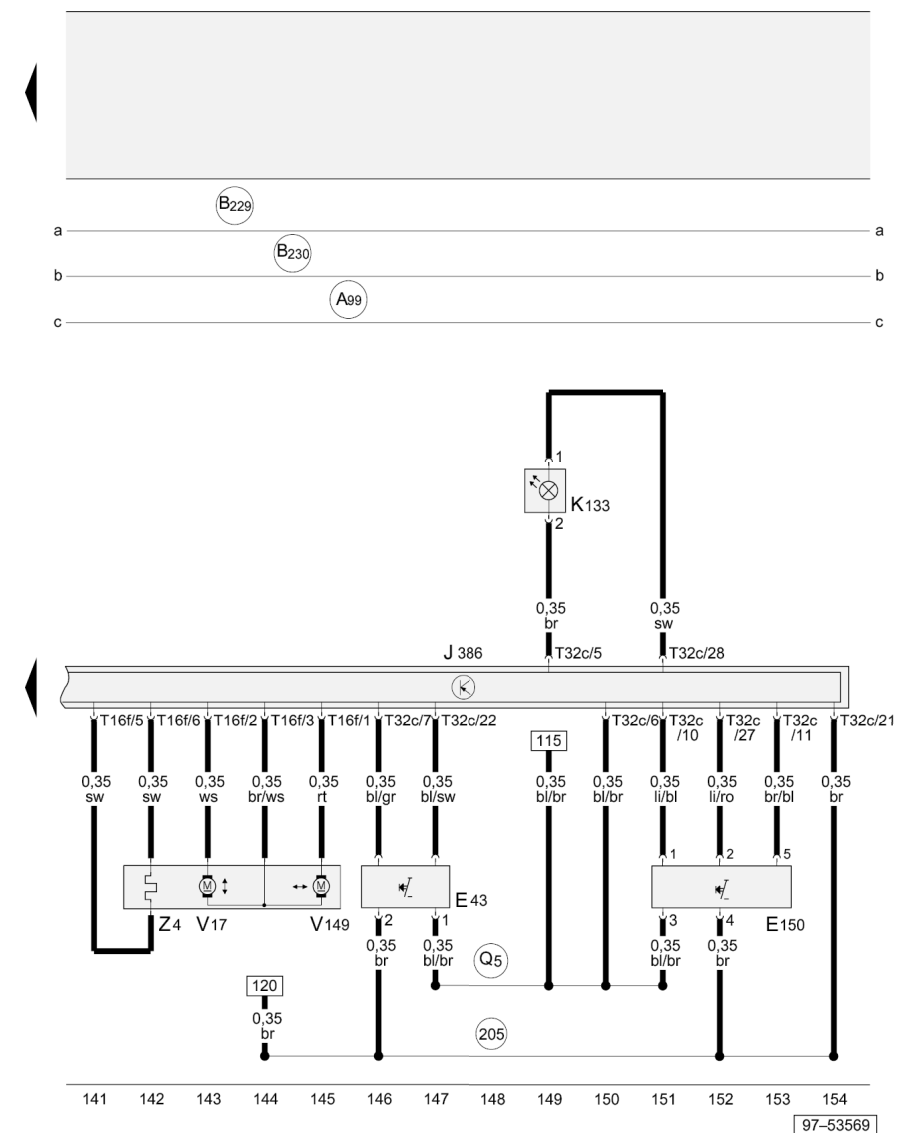 B229
a a
B230
b b
A99
c c
1
K133
2
0,35 0,35
br sw
J 386 T32c/5 T32c/28
T16f/5 T16f/6 T16f/2 T16f/3 T16f/1 T32c/7 T32c/22 T32c/6 T32c T32c T32c T32c/21
/10 /27 /11
115
0,35 0,35 0,35 0,35 0,35 0,35 0,35 0,35 0,35 0,35 0,35 0,35 0,35
sw sw ws br/ws rt bl/gr bl/sw bl/br bl/br li/bl li/ro br/bl br
1 2 5
M M
E43
Z4 V17 V149 2 1 3 4 E150
0,35 0,35 0,35 0,35
br bl/br bl/br br
Q5
120
0,35
br
205
141 142 143 144 145 146 147 148 149 150 151 152 153 154
97–53569